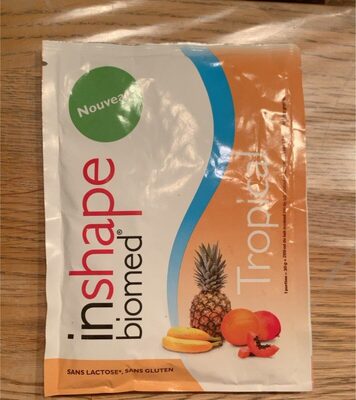 Nouveau
inshape
biomed®
Tropical
SANS LACTOSE*, SANS GLUTEN